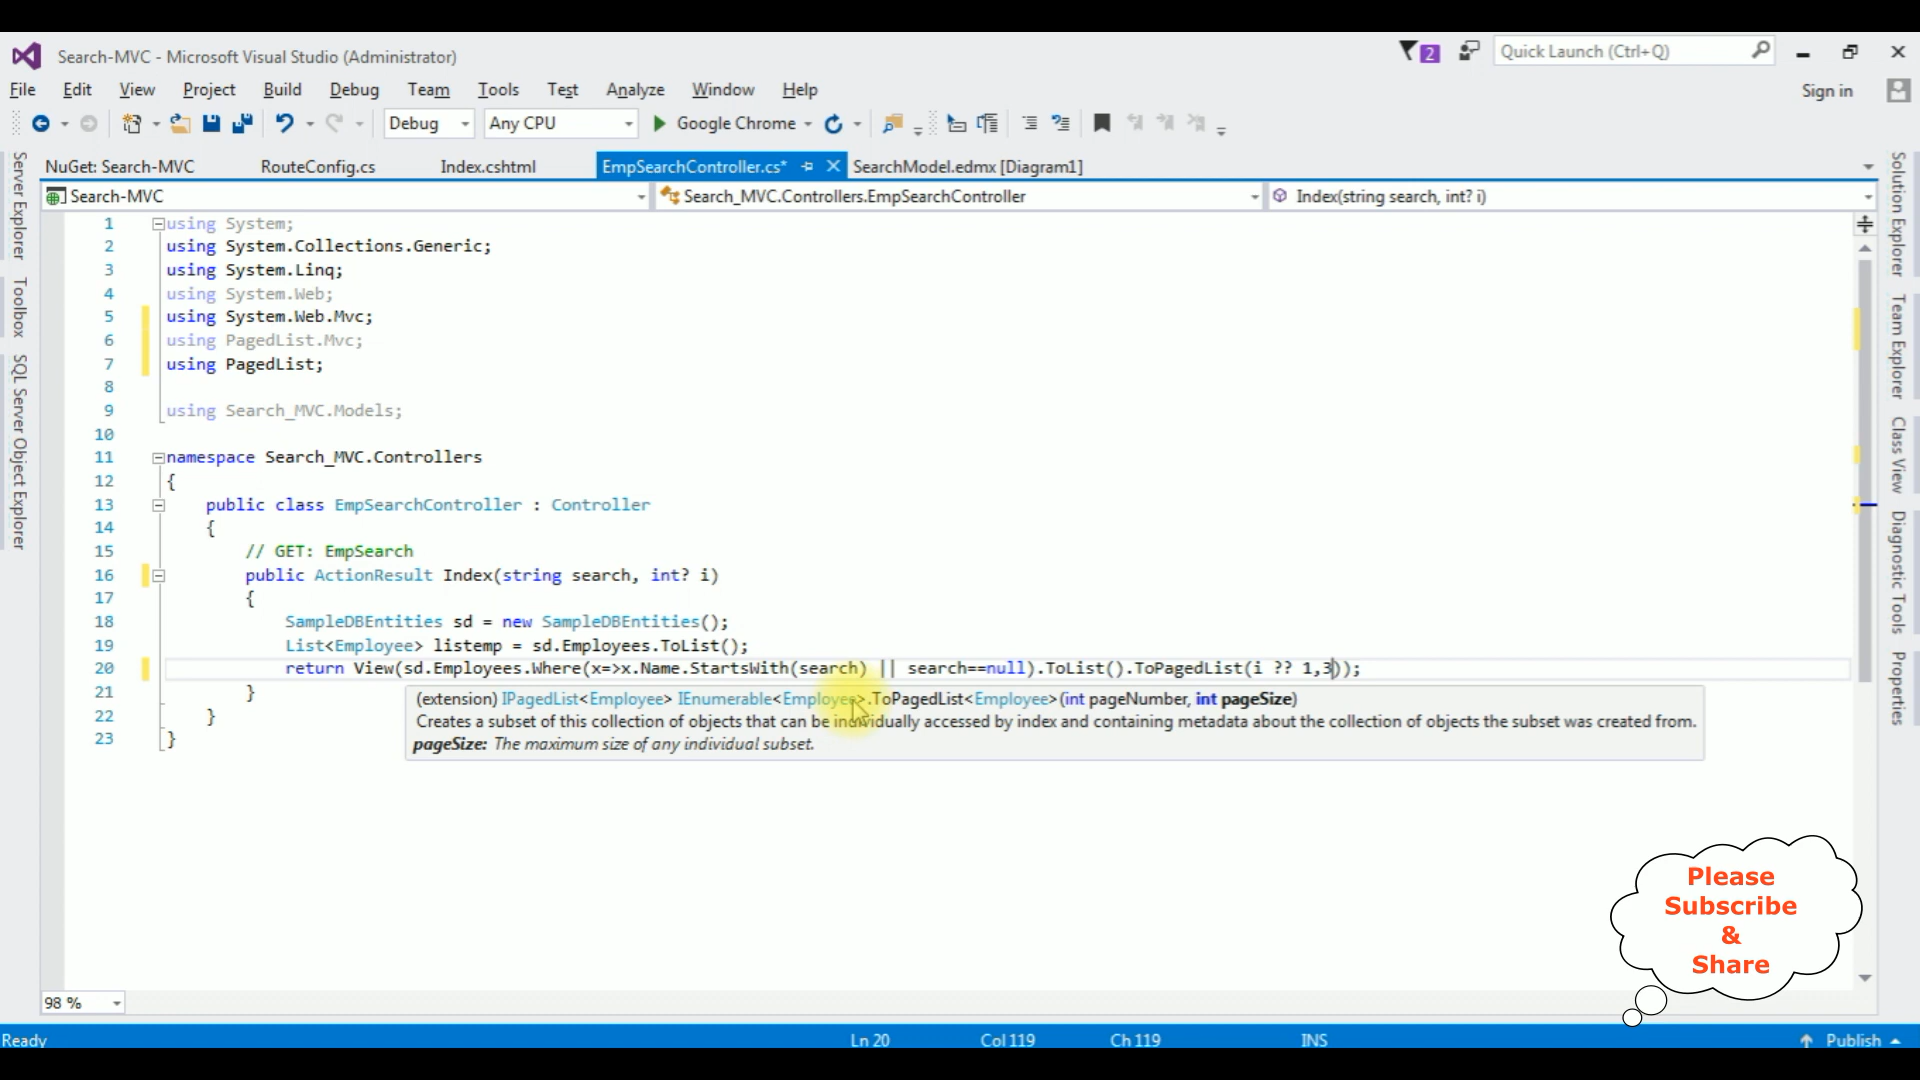 Search-MVC - Microsoft Visual Studio (Administrator)
2
Quick Launch (Ctrl+Q)
File Edit View Project Build Debug Team Tools Test Analyze Window Help
Sign in
Debug Any CPU Google Chrome
NuGet: Search-MVC RouteConfig.cs Index.cshtml EmpSearchController.cs* SearchModel.edmx [Diagram1]
Search-MVC Search_MVC.Controllers.EmpSearchController Index(string search, int? i)
Server Explorer
Toolbox
SQL Server Object Explorer
1 using System;
2 using System.Collections.Generic;
3 using System.Linq;
4 using System.Web;
5 using System.Web.Mvc;
6 using PagedList.Mvc;
7 using PagedList;
8
9 using Search_MVC.Models;
10
11 namespace Search_MVC.Controllers
12 {
13 public class EmpSearchController : Controller
14 {
15 // GET: EmpSearch
16 public ActionResult Index(string search, int? i)
17 {
18 SampleDBEntities sd = new SampleDBEntities();
19 List<Employee> listemp = sd.Employees.ToList();
20 return View(sd.Employees.Where(x=>x.Name.StartsWith(search) || search==null).ToList().ToPagedList(i ?? 1,3));
21 }
22 }
23 }
(extension) IPagedList<Employee> IEnumerable<Employee>.ToPagedList<Employee>(int pageNumber, int pageSize)
Creates a subset of this collection of objects that can be individually accessed by index and containing metadata about the collection of objects the subset was created from.
pageSize: The maximum size of any individual subset.
Solution Explorer
Team Explorer
Class View
Diagnostic Tools
Properties
Please
Subscribe
&
Share
98 %
Ready Ln 20 Col 119 Ch 119 INS Publish